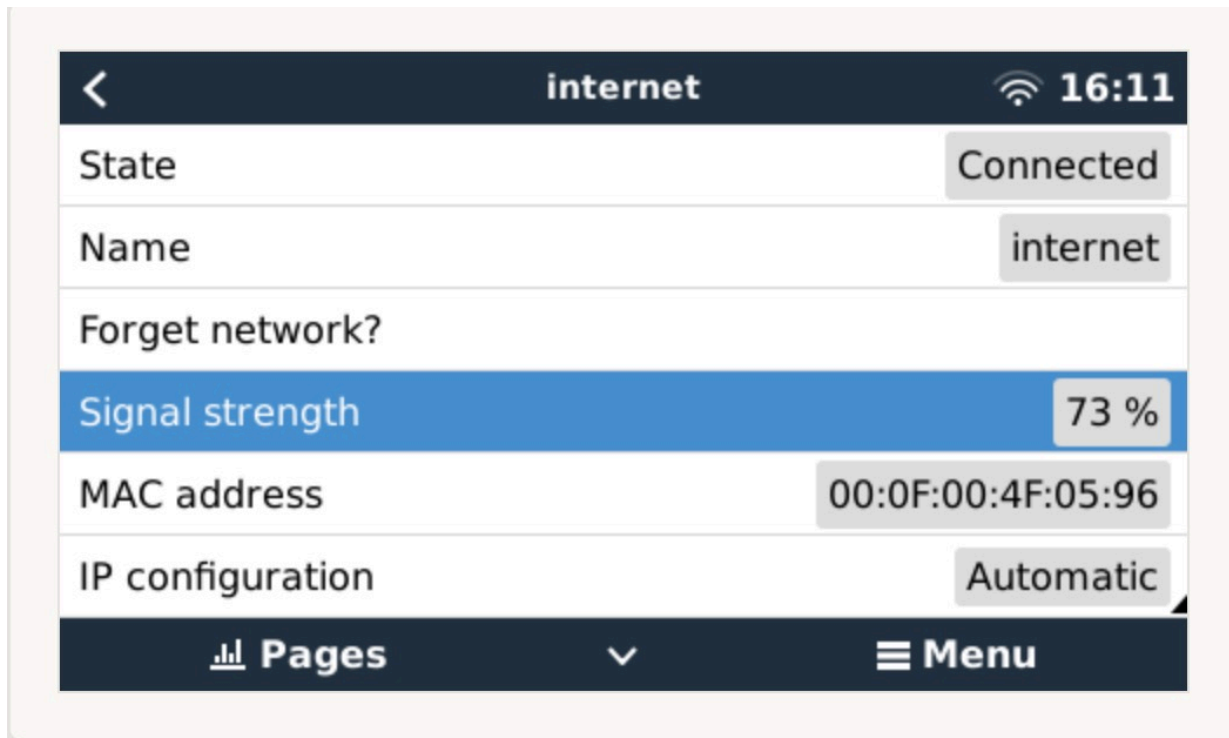 internet 16:11
State Connected
Name internet
Forget network?
Signal strength 73 %
MAC address 00:0F:00:4F:05:96
IP configuration Automatic
Pages Menu